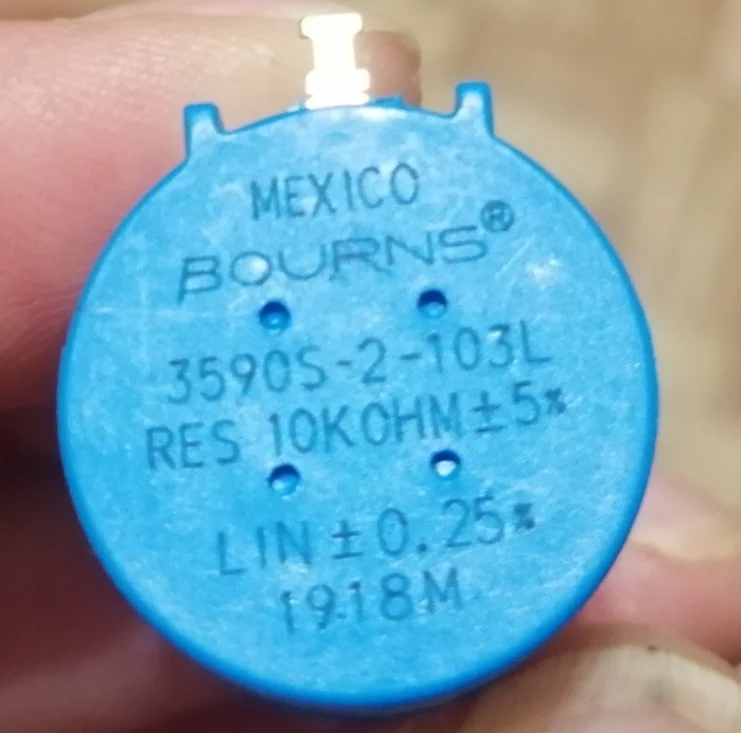 MEXICO
BOURNS®
3590S-2-103L
RES 10KOHM±5%
LIN±0.25%
1918M